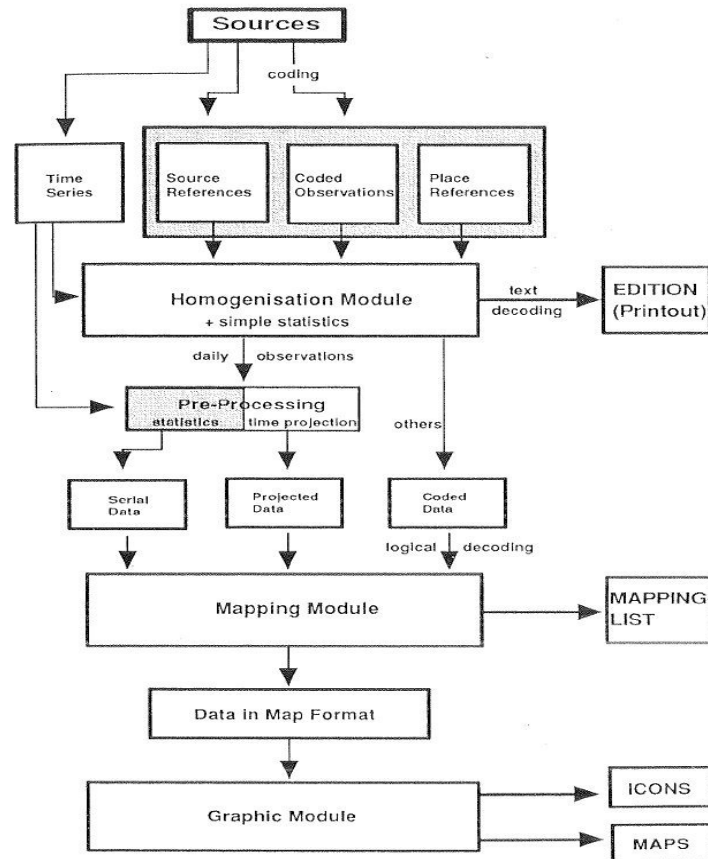 Sources
coding
Time
Series
Source
References
Coded
Observations
Place
References
Homogenisation Module
+ simple statistics
text
decoding
EDITION
(Printout)
daily observations
Pre-Processing
statistics time projection
others
Serial
Data
Projected
Data
Coded
Data
logical decoding
Mapping Module
MAPPING
LIST
Data in Map Format
Graphic Module
ICONS
MAPS